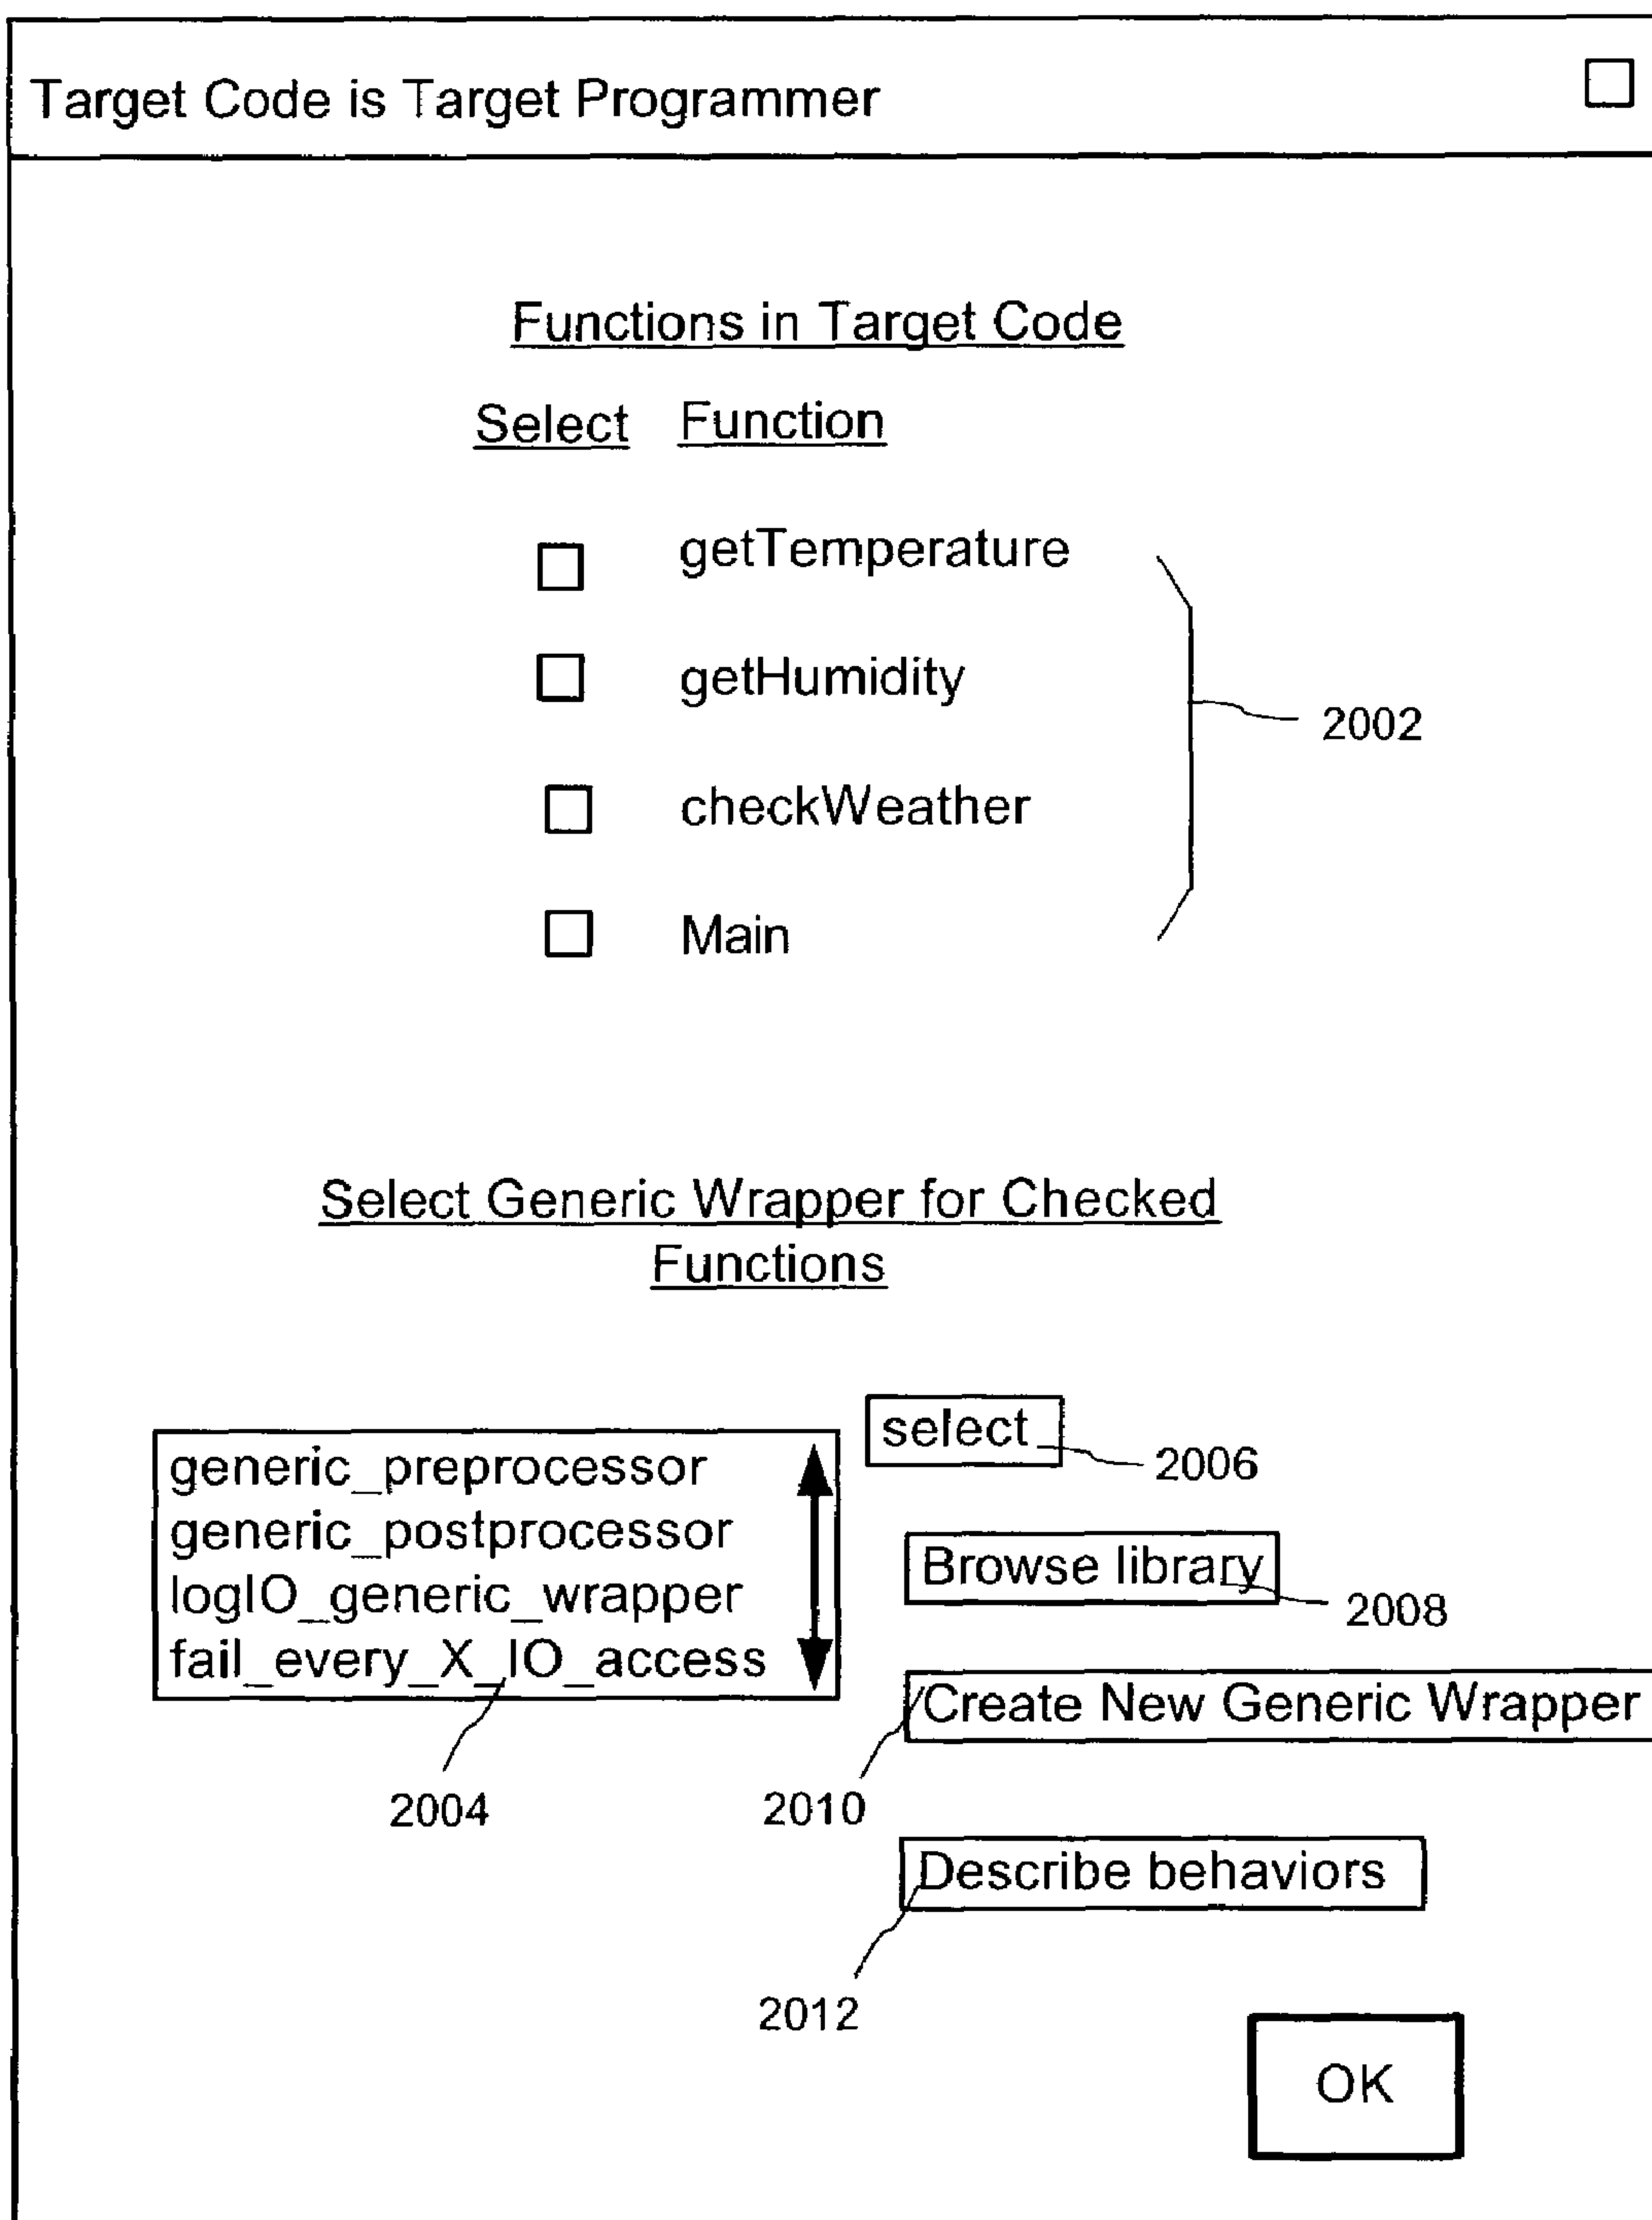 Target Code is Target Programmer
Functions in Target Code
Select Function
getTemperature
getHumidity
2002
checkWeather
Main
Select Generic Wrapper for Checked
Functions
select
2006
generic_preprocessor
generic_postprocessor
logIO_generic_wrapper
fail_every_X_IO_access
Browse library
2008
Create New Generic Wrapper
2004
2010
Describe behaviors
2012
OK